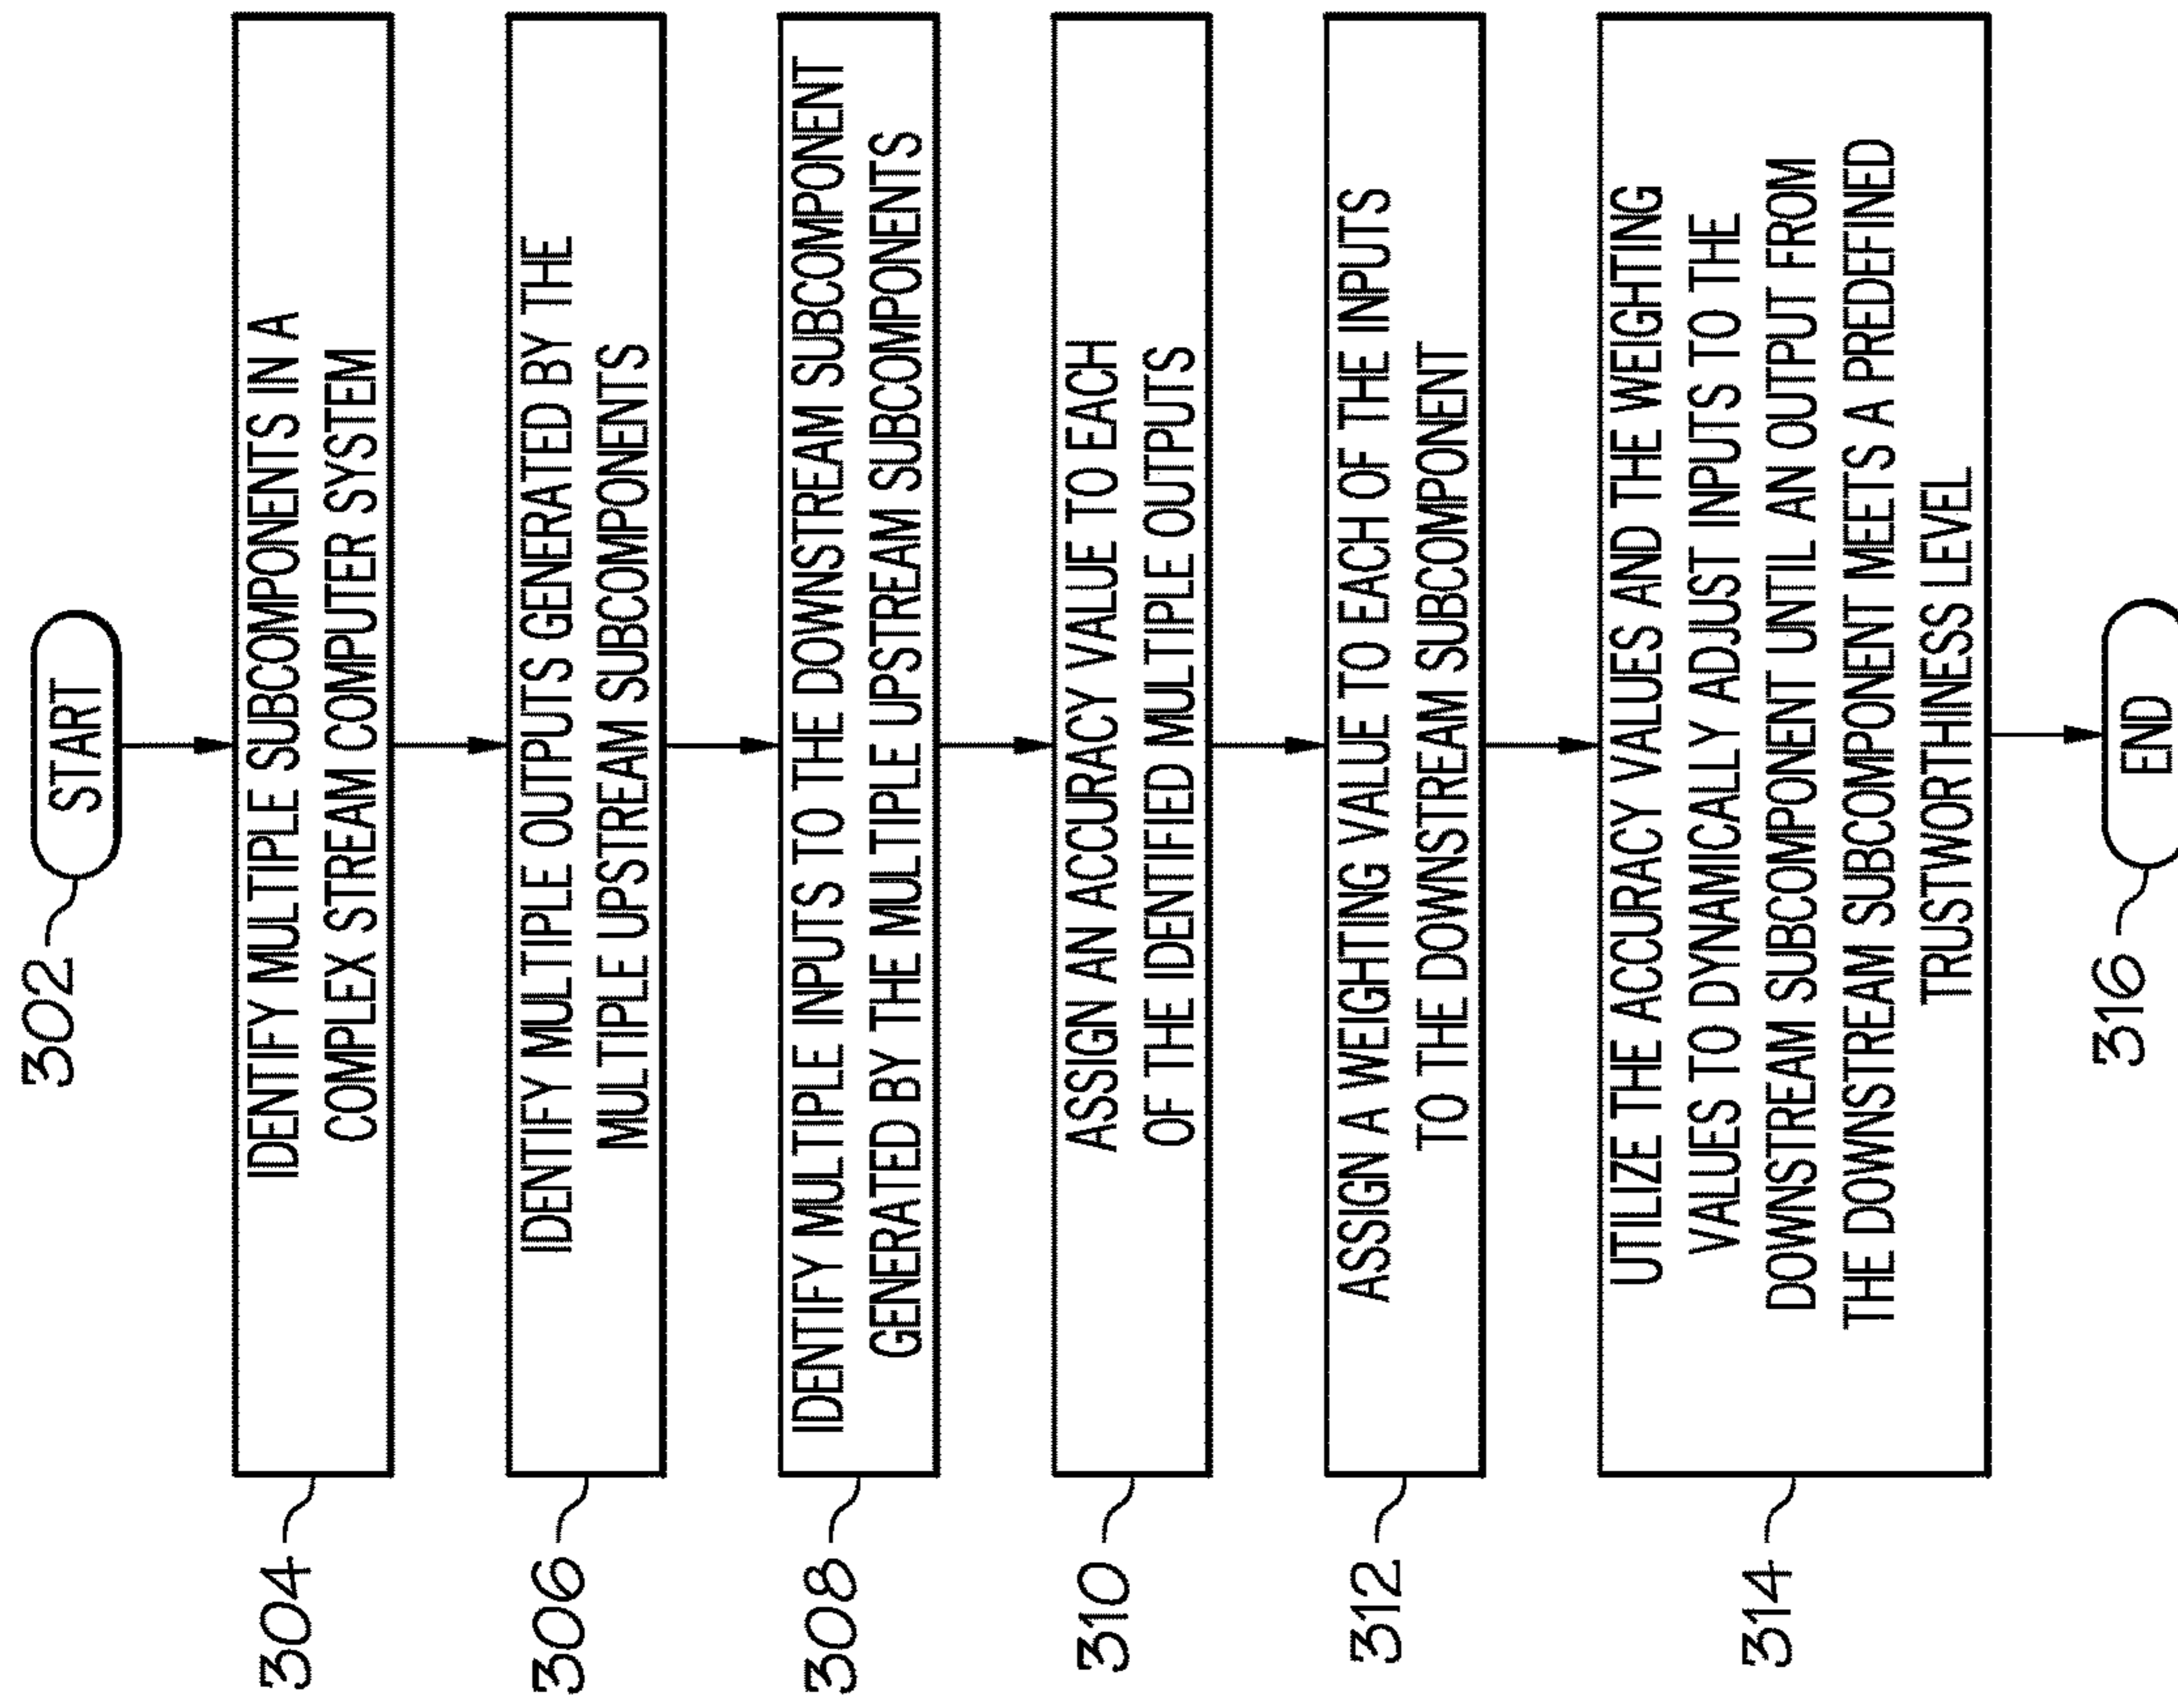 302
START
304
IDENTIFY MULTIPLE SUBCOMPONENTS IN A
COMPLEX STREAM COMPUTER SYSTEM
306
IDENTIFY MULTIPLE OUTPUTS GENERATED BY THE
MULTIPLE UPSTREAM SUBCOMPONENTS
308
IDENTIFY MULTIPLE INPUTS TO THE DOWNSTREAM SUBCOMPONENT
GENERATED BY THE MULTIPLE UPSTREAM SUBCOMPONENTS
310
ASSIGN AN ACCURACY VALUE TO EACH
OF THE IDENTIFIED MULTIPLE OUTPUTS
312
ASSIGN A WEIGHTING VALUE TO EACH OF THE INPUTS
TO THE DOWNSTREAM SUBCOMPONENT
314
UTILIZE THE ACCURACY VALUES AND THE WEIGHTING
VALUES TO DYNAMICALLY ADJUST INPUTS TO THE
DOWNSTREAM SUBCOMPONENT UNTIL AN OUTPUT FROM
THE DOWNSTREAM SUBCOMPONENT MEETS A PREDEFINED
TRUSTWORTHINESS LEVEL
316
END